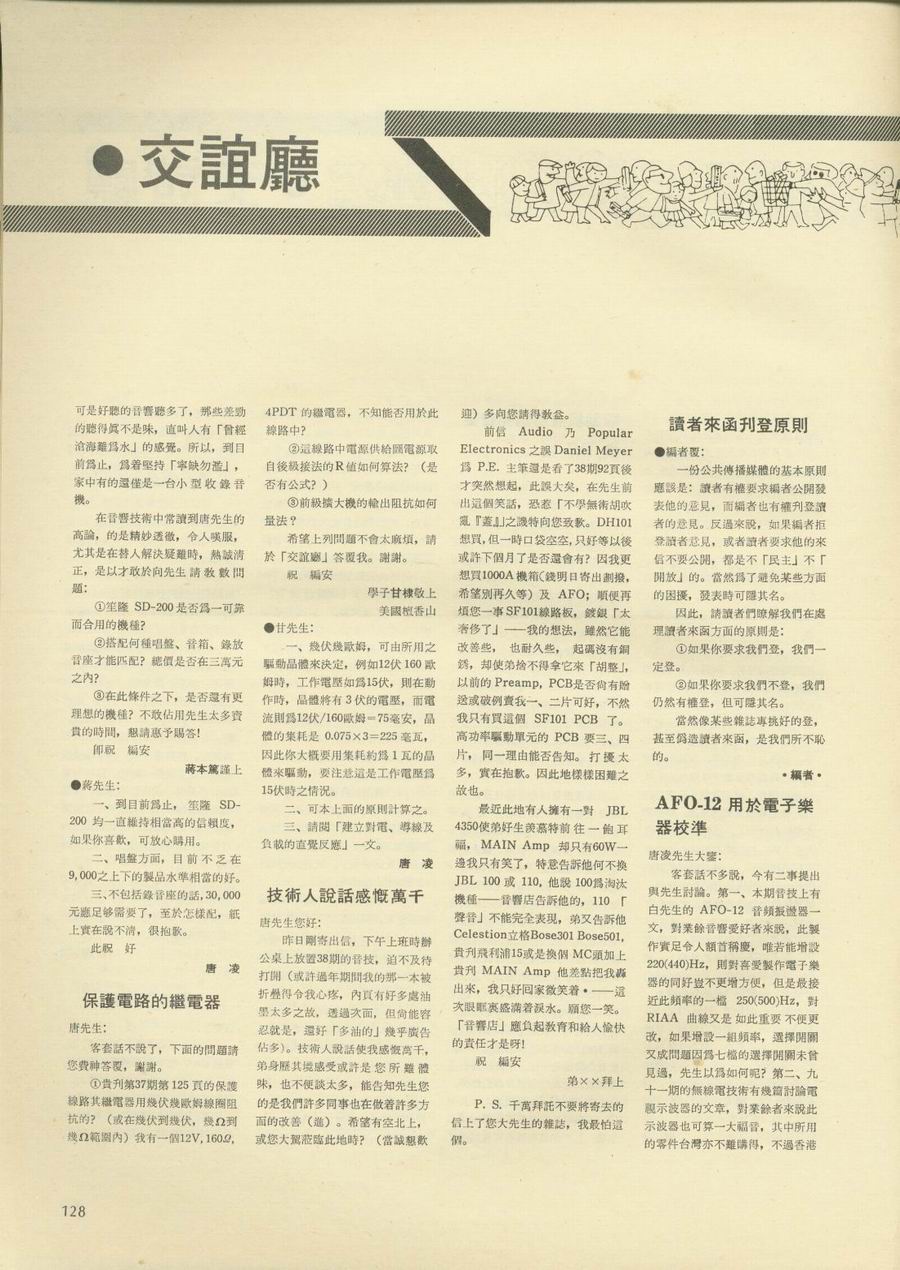 ●交誼廳
可是好聽的音響聽多了，那些差勁
的聽得眞不是味，直叫人有「曾經
滄海難爲水」的感覺。所以，到目
前爲止，爲着堅持「寧缺勿濫」，
家中有的還僅是一台小型收錄音
機。
在音響技術中常讀到唐先生的
高論，的是精妙透徹，令人嘆服，
尤其是在替人解決疑難時，熱誠清
正，是以才敢於向先生請敎數問
題：
①笙隆 SD-200 是否爲一可靠
而合用的機種？
②搭配何種唱盤、音箱、錄放
音座才能匹配？總價是否在三萬元
之內？
③在此條件之下，是否還有更
理想的機種？不敢佔用先生太多寶
貴的時間，懇請惠予賜答！
卽祝　編安
蔣本篤謹上
●蔣先生：
一、到目前爲止，笙隆 SD-
200 均一直維持相當高的信賴度，
如果你喜歡，可放心購用。
二、唱盤方面，目前不乏在
9,000之上下的製品水準相當的好。
三、不包括錄音座的話，30,000
元應足够需要了，至於怎樣配，紙
上實在說不清，很抱歉。
此祝　好
唐　凌
保護電路的繼電器
唐先生：
客套話不說了，下面的問題請
您費神答覆，謝謝。
①貴刋第37期第 125 頁的保護
線路其繼電器用幾伏幾歐姆線圈阻
抗的？（或在幾伏到幾伏，幾Ω到
幾Ω範圍內）我有一個12V, 160Ω,
4PDT 的繼電器，不知能否用於此
線路中？
②這線路中電源供給圖電源取
自後級接法的R值如何算法？（是
否有公式？）
③前級擴大機的輸出阻抗如何
量法？
希望上列問題不會太麻煩，請
於「交誼廳」答覆我。謝謝。
祝　編安
學子甘棣敬上
美國檀香山
●甘先生：
一、幾伏幾歐姆，可由所用之
驅動晶體來決定，例如12伏 160 歐
姆時，工作電壓如爲15伏，則在動
作時，晶體將有 3 伏的電壓，而電
流則爲12伏/160歐姆＝75毫安，晶
體的集耗是 0.075×3＝225 毫瓦，
因此你大概要用集耗約爲 1 瓦的晶
體來驅動，要注意這是工作電壓爲
15伏時之情況。
二、可本上面的原則計算之。
三、請閱「建立對電、導線及
負載的直覺反應」一文。
唐　凌
技術人說話感慨萬千
唐先生您好：
昨日剛寄出信，下午上班時辦
公桌上放置38期的音技，迫不及待
打開（或許過年期間我的那一本被
折疊得令我心疼，內頁有好多處油
墨太多之故，透過次面，但尙能容
忍就是，還好「多油的」幾乎廣告
佔多）。技術人說話使我感慨萬千，
弟身歷其境感受或許是您所難體
味，也不便談太多，能吿知先生您
的是我們許多同事也在做着許多方
面的改善（進）。希望有空北上，
或您大駕蒞臨此地時？（當誠懇歡
迎）多向您請得敎益。
前信 Audio 乃 Popular
Electronics 之誤 Daniel Meyer
爲 P.E. 主筆還是看了38期92頁後
才突然想起，此誤大矣，在先生前
出這個笑話，恐惹「不學無術胡吹
亂『蓋』」之譏特向您致歉。DH101
想買，但一時口袋空空，只好等以後
或許下個月了是否還會有？因我更
想買1000A機箱（錢明日寄出劃撥，
希望別再久等）及 AFO；順便再
煩您一事SF101線路板，鍍銀「太
奢侈了」——我的想法，雖然它能
改善些，也耐久些，起碼沒有銅
銹，却使弟捨不得拿它來「胡整」，
以前的 Preamp, PCB是否尙有贈
送或破例賣我一、二片可好，不然
我只有買這個 SF101 PCB 了。
高功率驅動單元的 PCB 要三、四
片，同一理由能否告知。打擾太
多，實在抱歉。因此地樣樣困難之
故也。
最近此地有人擁有一對 JBL
4350使弟好生羨慕特前往一飽耳
福，MAIN Amp 却只有60W一
邊我只有笑了，特意告訴他何不換
JBL 100 或 110, 他說 100爲淘汰
機種——音響店告訴他的，110「
聲音」不能完全表現，弟又告訴他
Celestion立格Bose301 Bose501,
貴刋飛利浦15或是換個 MC頭加上
貴刋 MAIN Amp 他差點把我轟
出來，我只好回家微笑着・——這
次眼眶裏盛滿着淚水。願您一笑。
「音響店」應負起敎育和給人愉快
的責任才是呀！
祝　編安
弟××拜上
P. S. 千萬拜託不要將寄去的
信上了您大先生的雜誌，我最怕這
個。
讀者來函刋登原則
●編者覆：
一份公共傳播媒體的基本原則
應該是：讀者有權要求編者公開發
表他的意見，而編者也有權刋登讀
者的意見。反過來說，如果編者拒
登讀者意見，或者讀者要求他的來
信不要公開，都是不「民主」不「
開放」的。當然爲了避免某些方面
的困擾，發表時可隱其名。
因此，請讀者們瞭解我們在處
理讀者來函方面的原則是：
①如果你要求我們登，我們一
定登。
②如果你要求我們不登，我們
仍然有權登，但可隱其名。
當然像某些雜誌專挑好的登，
甚至僞造讀者來函，是我們所不恥
的。
・編者・
AFO-12 用於電子樂
器校準
唐凌先生大鑒：
客套話不多說，今有二事提出
與先生討論。第一、本期音技上有
白先生的 AFO-12 音頻振盪器一
文，對業餘音響愛好者來說，此製
作實足令人額首稱慶，唯若能增設
220(440)Hz，則對喜愛製作電子樂
器的同好豈不更增方便，但是最接
近此頻率的一檔 250(500)Hz，對
RIAA 曲線又是如此重要不便更
改，如果增設一組頻率，選擇開關
又成問題因爲七檔的選擇開關未曾
見過，先生以爲如何呢？第二、九
十一期的無線電技術有幾篇討論電
視示波器的文章，對業餘者來說此
示波器也可算一大福音，其中所用
的零件台灣亦不難購得，不過香港
128